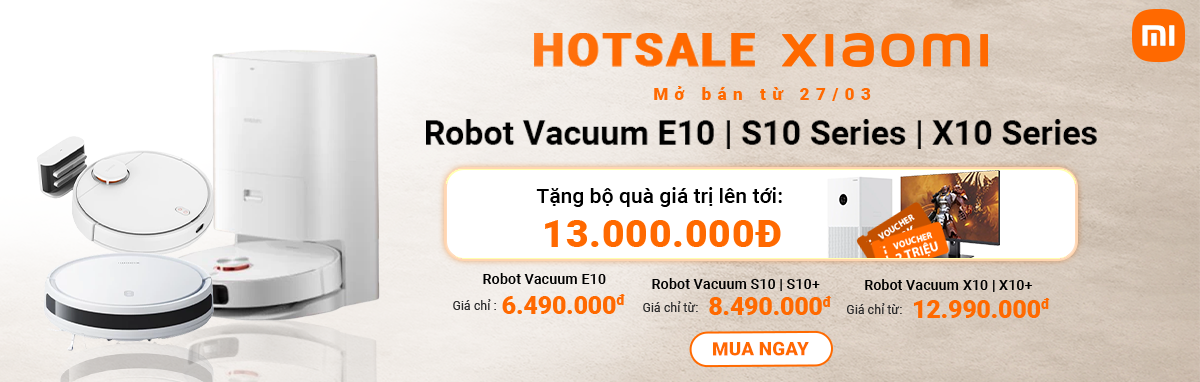 mi
HOTSALE xiaomi
Mở bán từ 27/03
Robot Vacuum E10 | S10 Series | X10 Series
Tặng bộ quà giá trị lên tới:
13.000.000Đ
VOUCHER
VOUCHER
TRIỆU
Robot Vacuum E10
Giá chỉ : 6.490.000đ
Robot Vacuum S10 | S10+
Giá chỉ từ: 8.490.000đ
Robot Vacuum X10 | X10+
Giá chỉ từ: 12.990.000đ
MUA NGAY